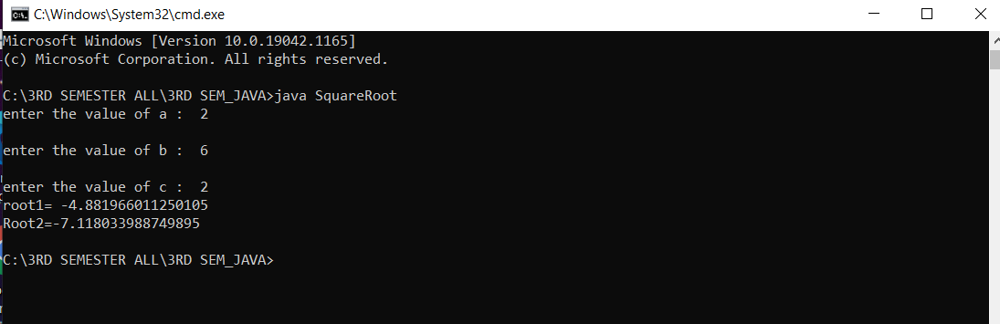 C:\Windows\System32\cmd.exe
Microsoft Windows [Version 10.0.19042.1165]
(c) Microsoft Corporation. All rights reserved.
C:\3RD SEMESTER ALL\3RD SEM_JAVA>java SquareRoot
enter the value of a :  2
enter the value of b :  6
enter the value of c :  2
root1= -4.881966011250105
Root2=-7.118033988749895
C:\3RD SEMESTER ALL\3RD SEM_JAVA>